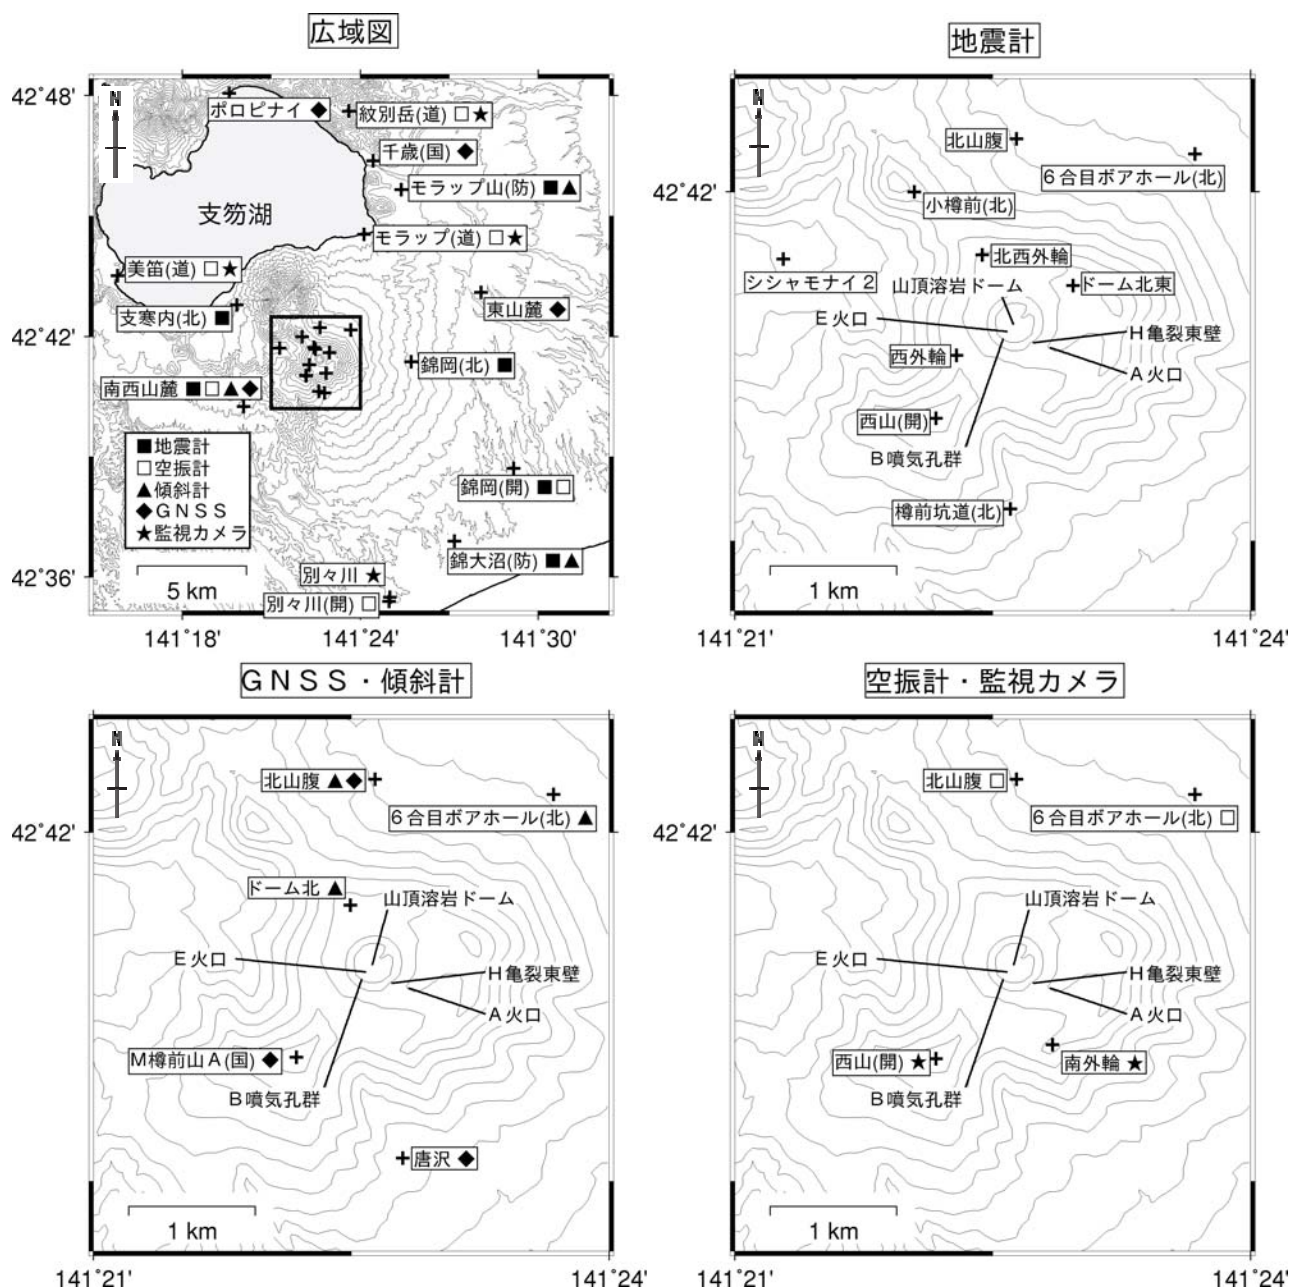 広域図
42°48'
42°42'
42°36'
141°18'
141°24'
141°30'
N
ポロピナイ ◆
紋別岳(道) □★
千歳(国) ◆
モラップ山(防) ■▲
支笏湖
モラップ(道) □★
美笛(道) □★
支寒内(北) ■
東山麓 ◆
錦岡(北) ■
南西山麓 ■□▲◆
■地震計
□空振計
▲傾斜計
◆GNSS
★監視カメラ
錦岡(開) ■□
錦大沼(防) ■▲
別々川 ★
別々川(開) □
5 km
地震計
42°42'
141°21'
141°24'
N
北山腹
6合目ボアホール(北)
小樽前(北)
北西外輪
シシャモナイ2
山頂溶岩ドーム
ドーム北東
E火口
H亀裂東壁
西外輪
A火口
西山(開)
B噴気孔群
樽前坑道(北)
1 km
GNSS・傾斜計
42°42'
141°21'
141°24'
N
北山腹 ▲◆
6合目ボアホール(北) ▲
ドーム北 ▲
山頂溶岩ドーム
E火口
H亀裂東壁
A火口
M樽前山A(国) ◆
B噴気孔群
唐沢 ◆
1 km
空振計・監視カメラ
42°42'
141°21'
141°24'
N
北山腹 □
6合目ボアホール(北) □
山頂溶岩ドーム
E火口
H亀裂東壁
A火口
西山(開) ★
南外輪 ★
B噴気孔群
1 km